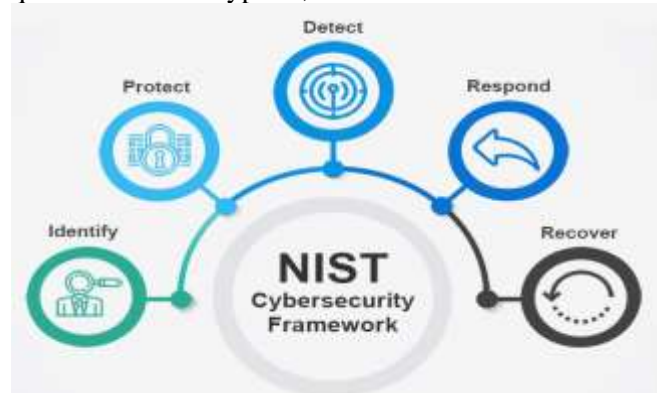 Detect
Protect
Respond
Identify
Recover
NIST
Cybersecurity
Framework